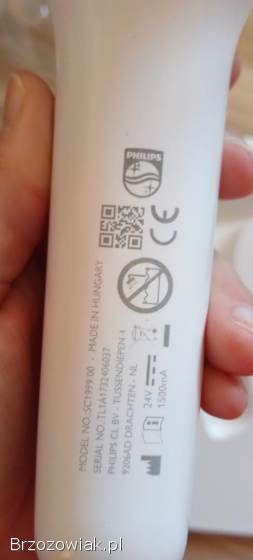 PHILIPS
CE
MODEL NO.:SC1999 00 · MADE IN HUNGARY
SERIAL NO.:TL1A1732406037
PHILIPS CL BV - TUSSENDIEPEN 4
9206AD DRACHTEN - NL
24V
1500mA
Brzozowiak.pl